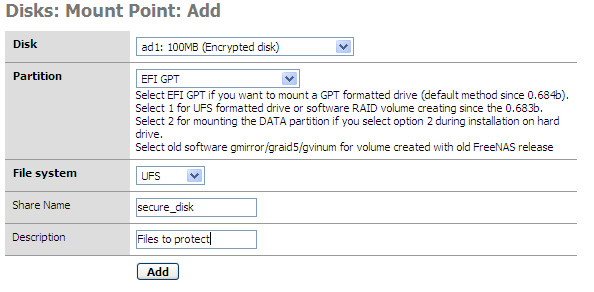 Disks: Mount Point: Add
Disk
ad1: 100MB (Encrypted disk)
Partition
EFI GPT
Select EFI GPT if you want to mount a GPT formatted drive (default method since 0.684b).
Select 1 for UFS formatted drive or software RAID volume creating since the 0.683b.
Select 2 for mounting the DATA partition if you select option 2 during installation on hard
drive.
Select old software gmirror/graid5/gvinum for volume created with old FreeNAS release
File system
UFS
Share Name
secure_disk
Description
Files to protect
Add